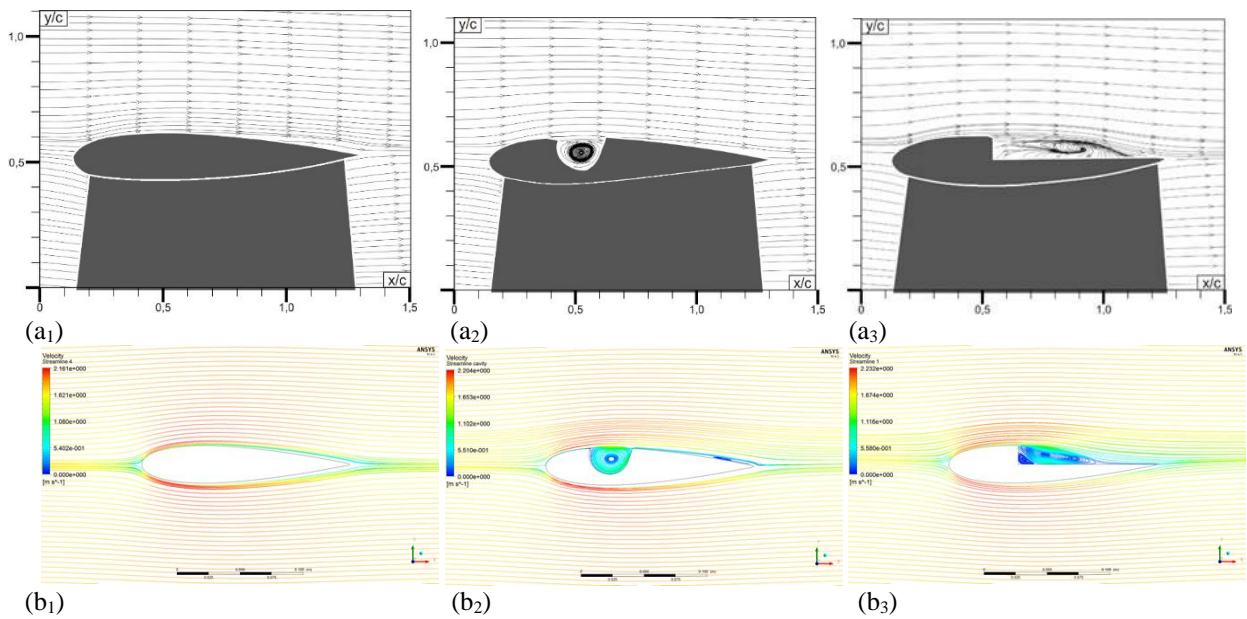 y/c
1,0
0,5
x/c
0
0,5
1,0
1,5
(a₁)
y/c
1,0
0,5
x/c
0
0,5
1,0
1,5
(a₂)
y/c
1,0
0,5
x/c
0
0,5
1,0
1,5
(a₃)
Velocity
Streamline 4
2.161e+000
1.621e+000
1.080e+000
5.402e-001
0.000e+000
[m s^-1]
ANSYS
(b₁)
Velocity
Streamline cavity
2.204e+000
1.653e+000
1.102e+000
5.510e-001
0.000e+000
[m s^-1]
ANSYS
(b₂)
Velocity
Streamline 1
2.232e+000
1.674e+000
1.116e+000
5.580e-001
0.000e+000
[m s^-1]
ANSYS
(b₃)